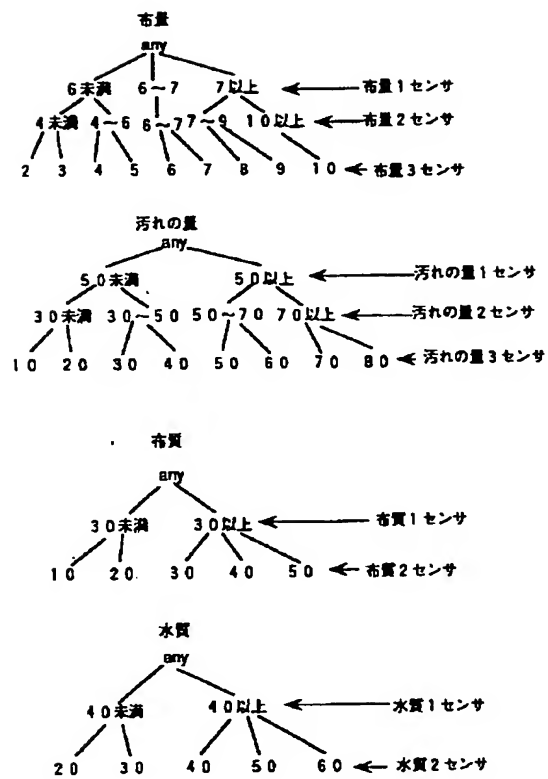 布量
any
6未満 6～7 7以上 布量1センサ
4未満 4～6 6～7 7～9 10以上 布量2センサ
2 3 4 5 6 7 8 9 10 布量3センサ
汚れの量
any
50未満 50以上 汚れの量1センサ
30未満 30～50 50～70 70以上 汚れの量2センサ
10 20 30 40 50 60 70 80 汚れの量3センサ
布質
any
30未満 30以上 布質1センサ
10 20 30 40 50 布質2センサ
水質
any
40未満 40以上 水質1センサ
20 30 40 50 60 水質2センサ